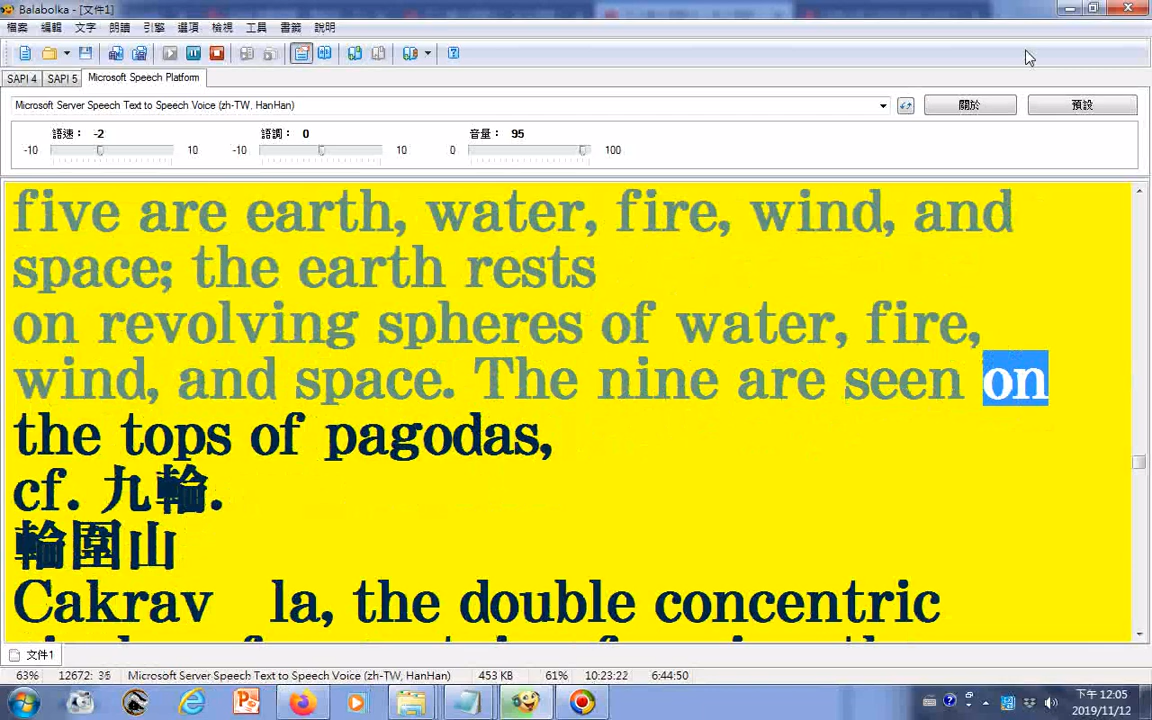 Balabolka - [文件1]
檔案 編輯 文字 朗讀 引擎 選項 檢視 工具 書籤 說明
SAPI 4 SAPI 5 Microsoft Speech Platform
Microsoft Server Speech Text to Speech Voice (zh-TW, HanHan) 關於 預設
語速： -2 語調： 0 音量： 95
-10 10 -10 10 0 100
five are earth, water, fire, wind, and
space; the earth rests
on revolving spheres of water, fire,
wind, and space. The nine are seen on
the tops of pagodas,
cf. 九輪.
輪圍山
Cakrav la, the double concentric
文件1
63% 12672: 36 Microsoft Server Speech Text to Speech Voice (zh-TW, HanHan) 453 KB 61% 10:23:22 6:44:50
下午 12:05
2019/11/12